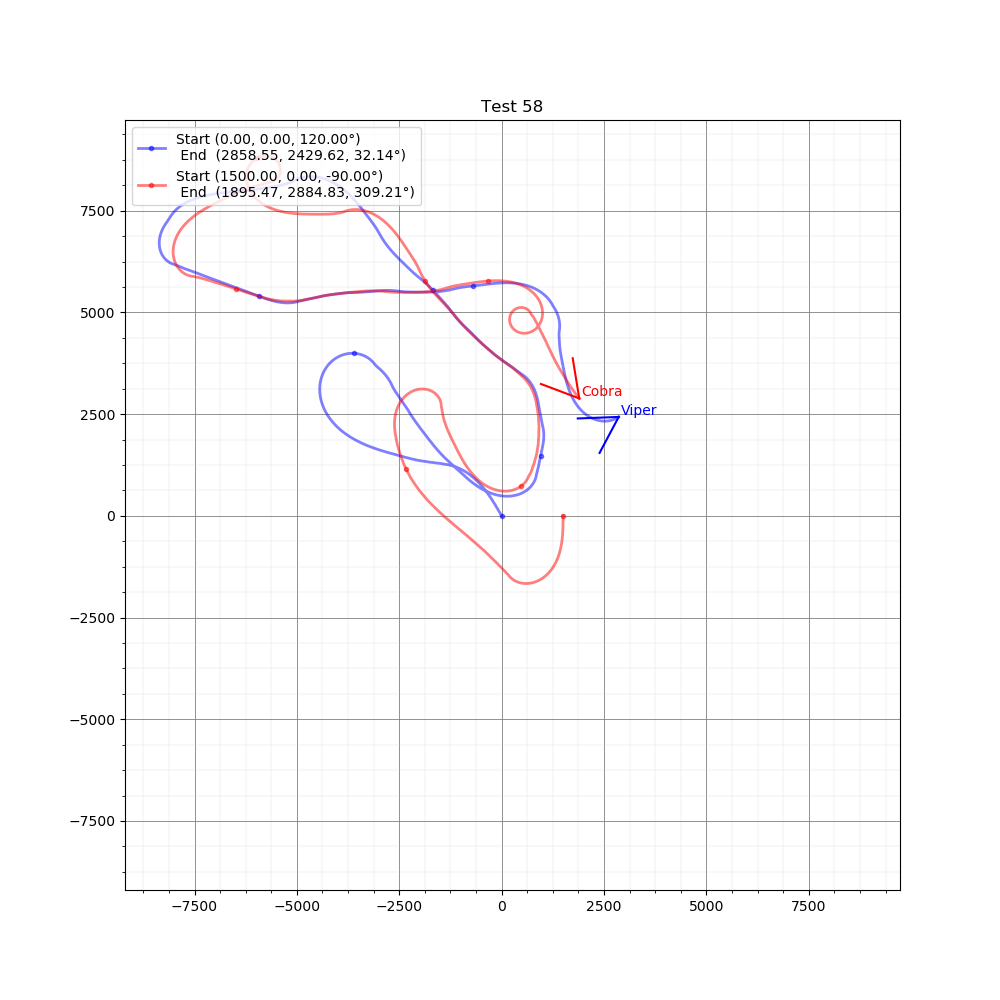 Test 58
Start (0.00, 0.00, 120.00°)
End (2858.55, 2429.62, 32.14°)
Start (1500.00, 0.00, -90.00°)
End (1895.47, 2884.83, 309.21°)
7500
5000
2500
0
−2500
−5000
−7500
Cobra
Viper
−7500 −5000 −2500 0 2500 5000 7500